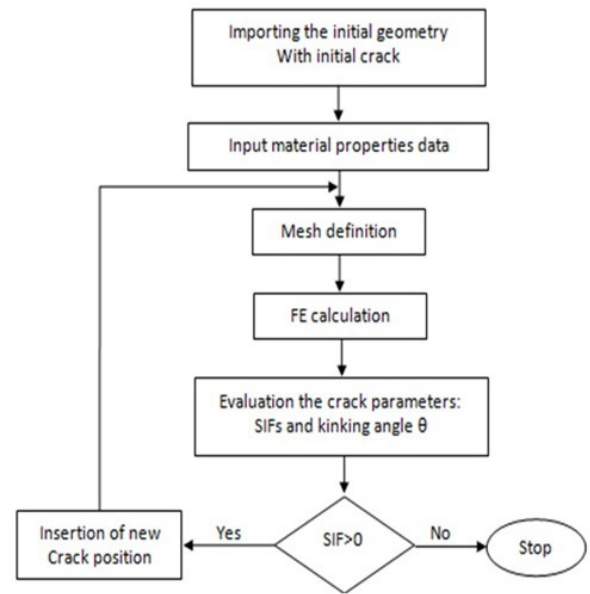 Importing the initial geometry
With initial crack
Input material properties data
Mesh definition
FE calculation
Evaluation the crack parameters:
SIFs and kinking angle θ
SIF>0
Yes
No
Insertion of new
Crack position
Stop